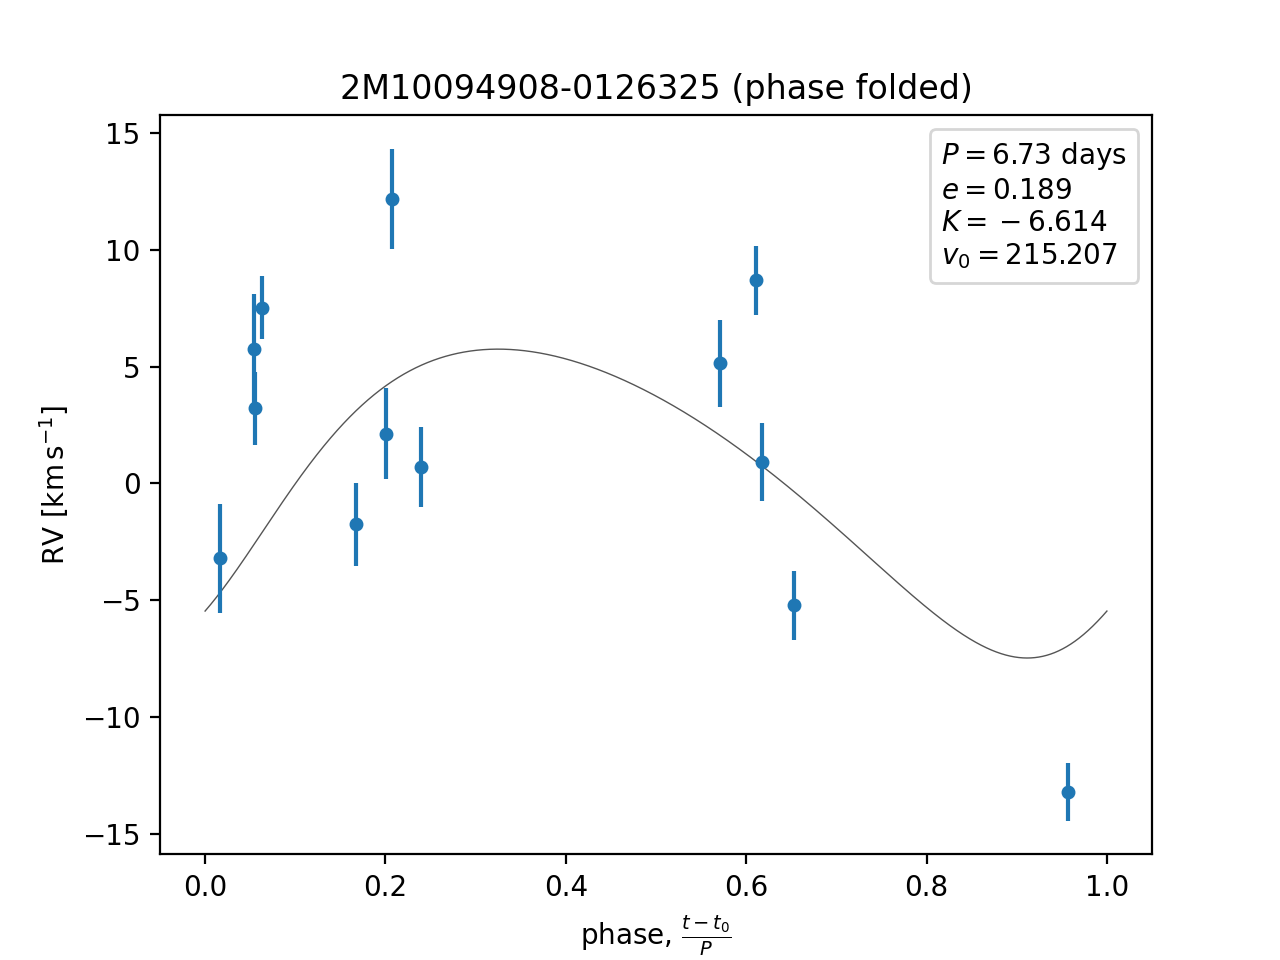 2M10094908-0126325 (phase folded)
P = 6.73 days
e = 0.189
K = −6.614
v₀ = 215.207
15
10
5
0
−5
−10
−15
RV [km s⁻¹]
0.0 0.2 0.4 0.6 0.8 1.0
phase, (t − t₀)/P